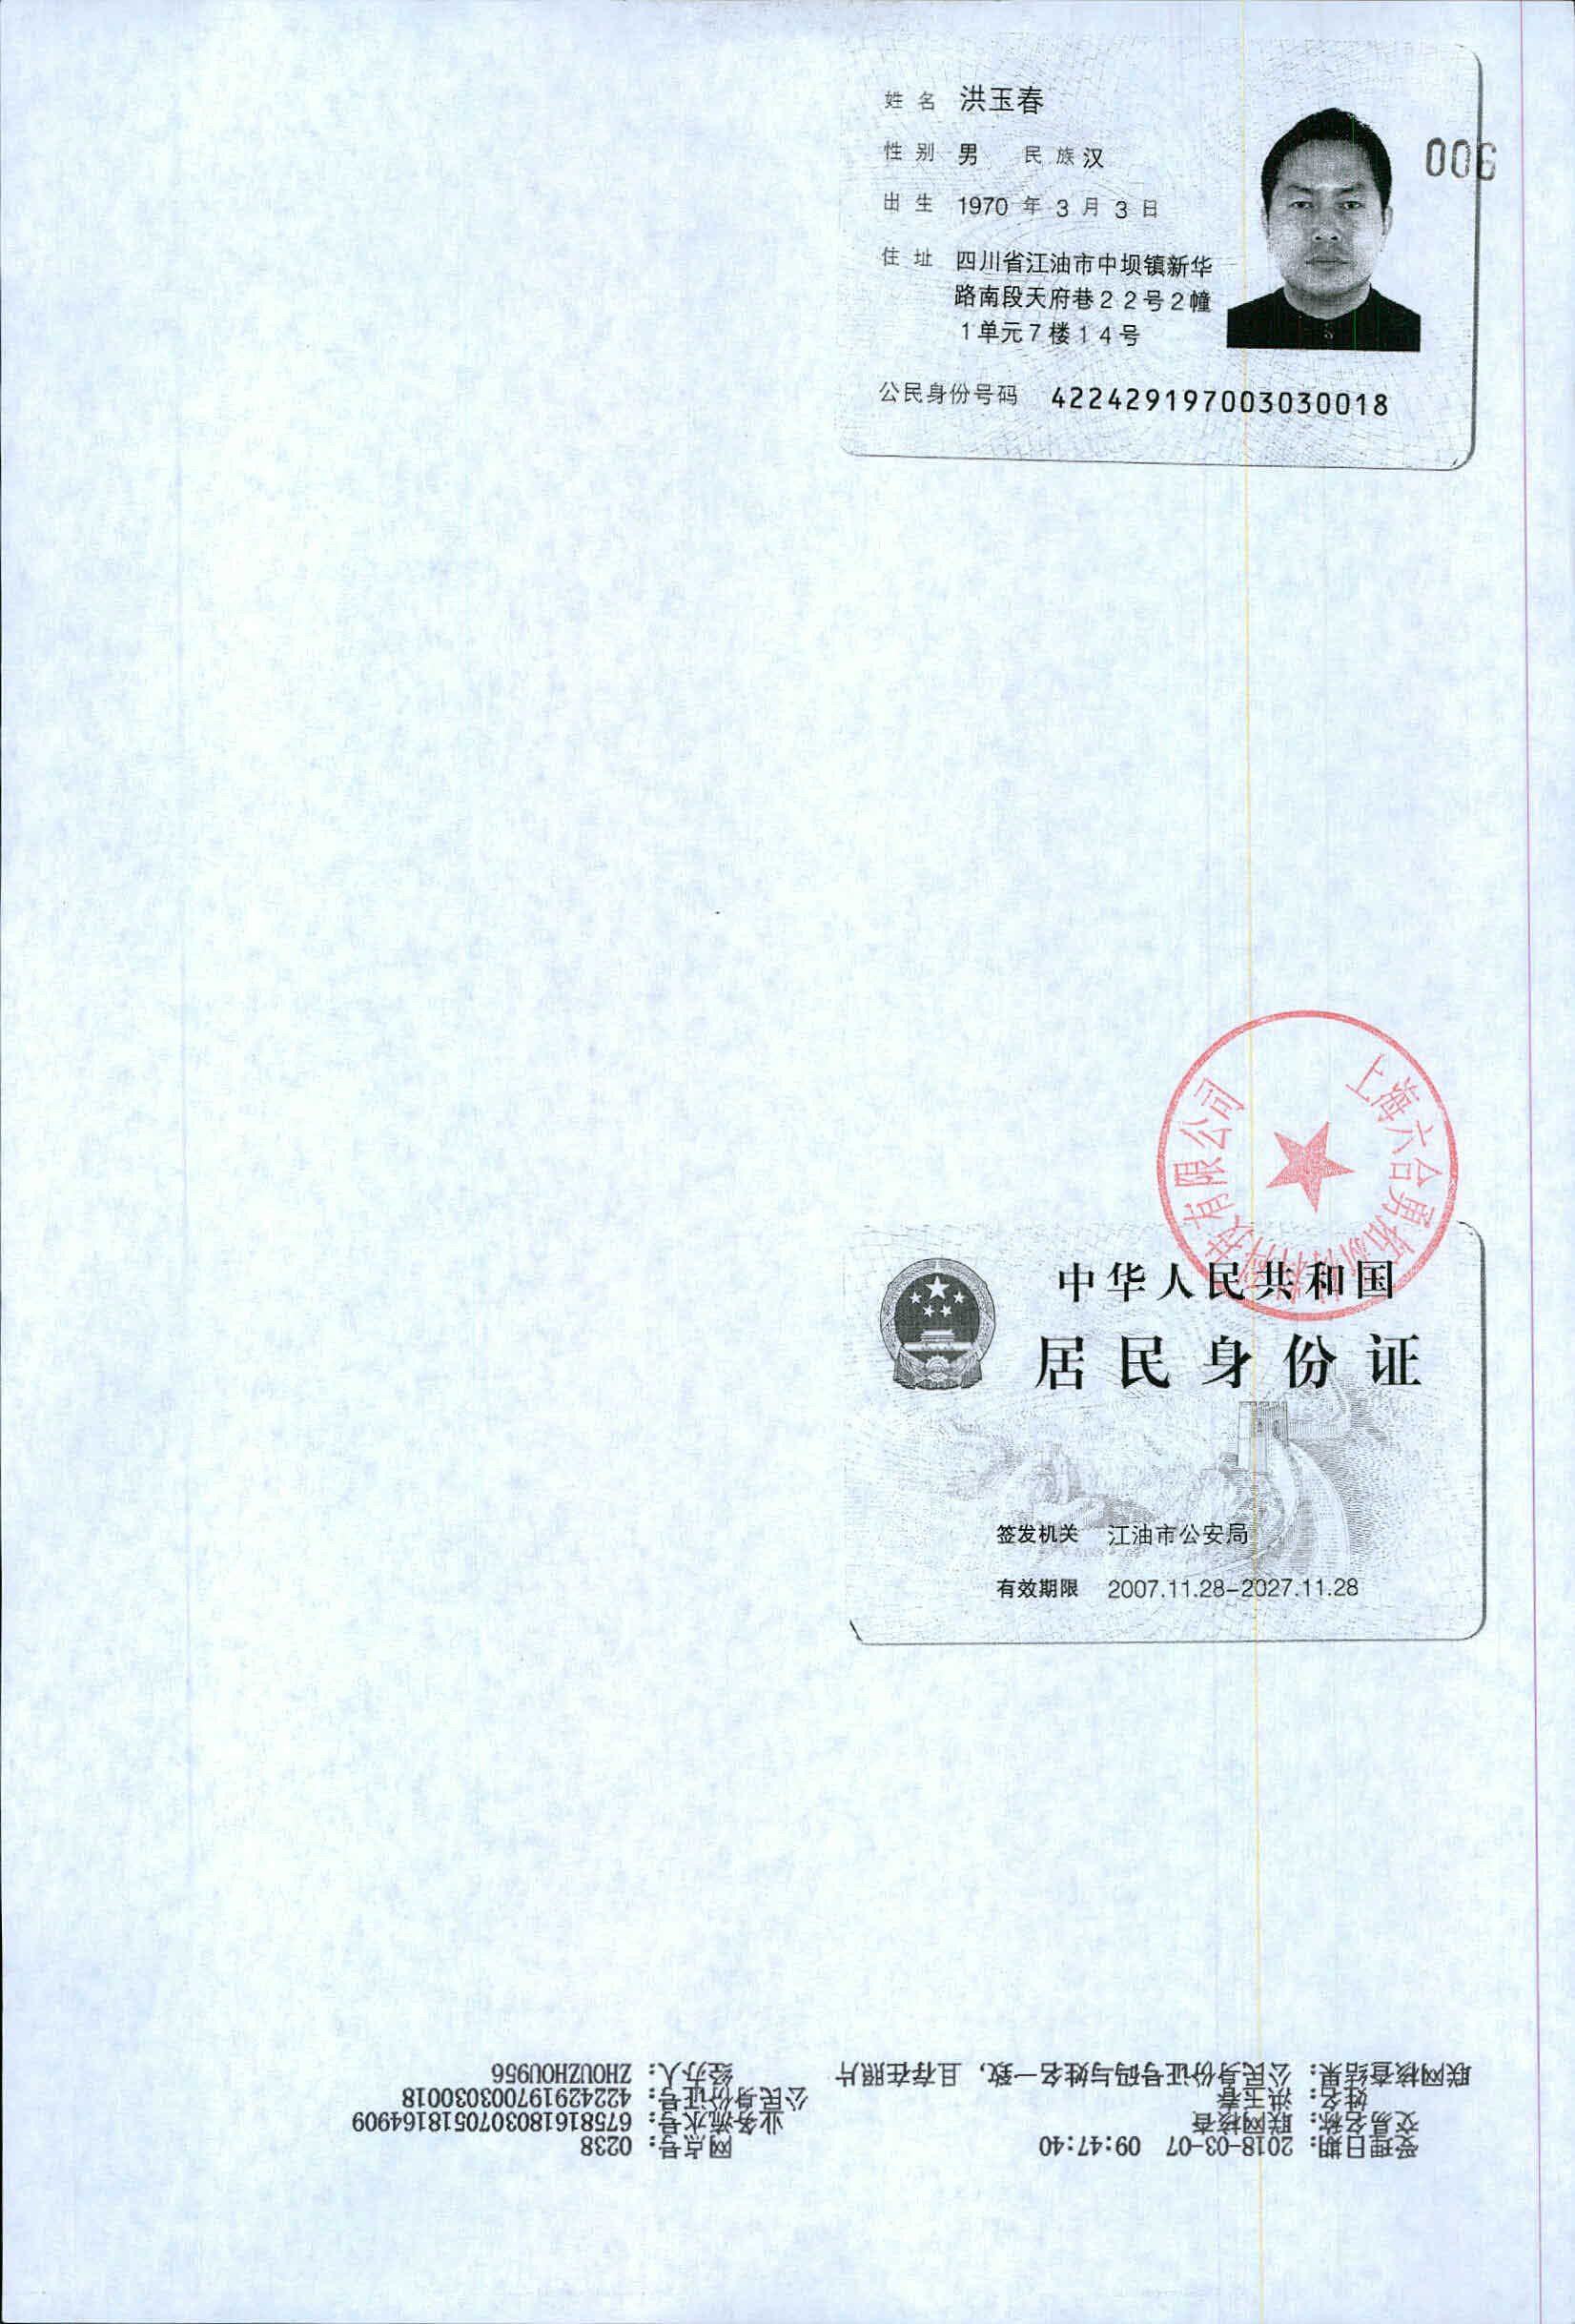 姓名 洪玉春
006
性别 男 民族 汉
出生 1970 年 3 月 3 日
住址 四川省江油市中坝镇新华
路南段天府巷22号2幢
1单元7楼14号
公民身份号码 422429197003030018
上海六合勇拓新材料科技有限公司
中华人民共和国
居民身份证
签发机关 江油市公安局
有效期限 2007.11.28-2027.11.28
受理日期: 2018-03-07 09:47:40 网点号: 0238
交易名称: 联网核查 业务流水号: 6758161803070518164909
姓名: 洪玉春 公民身份证号: 422429197003030018
联网核查结果: 公民身份证号码与姓名一致, 且存在照片 经办人: ZHOUZHOU956